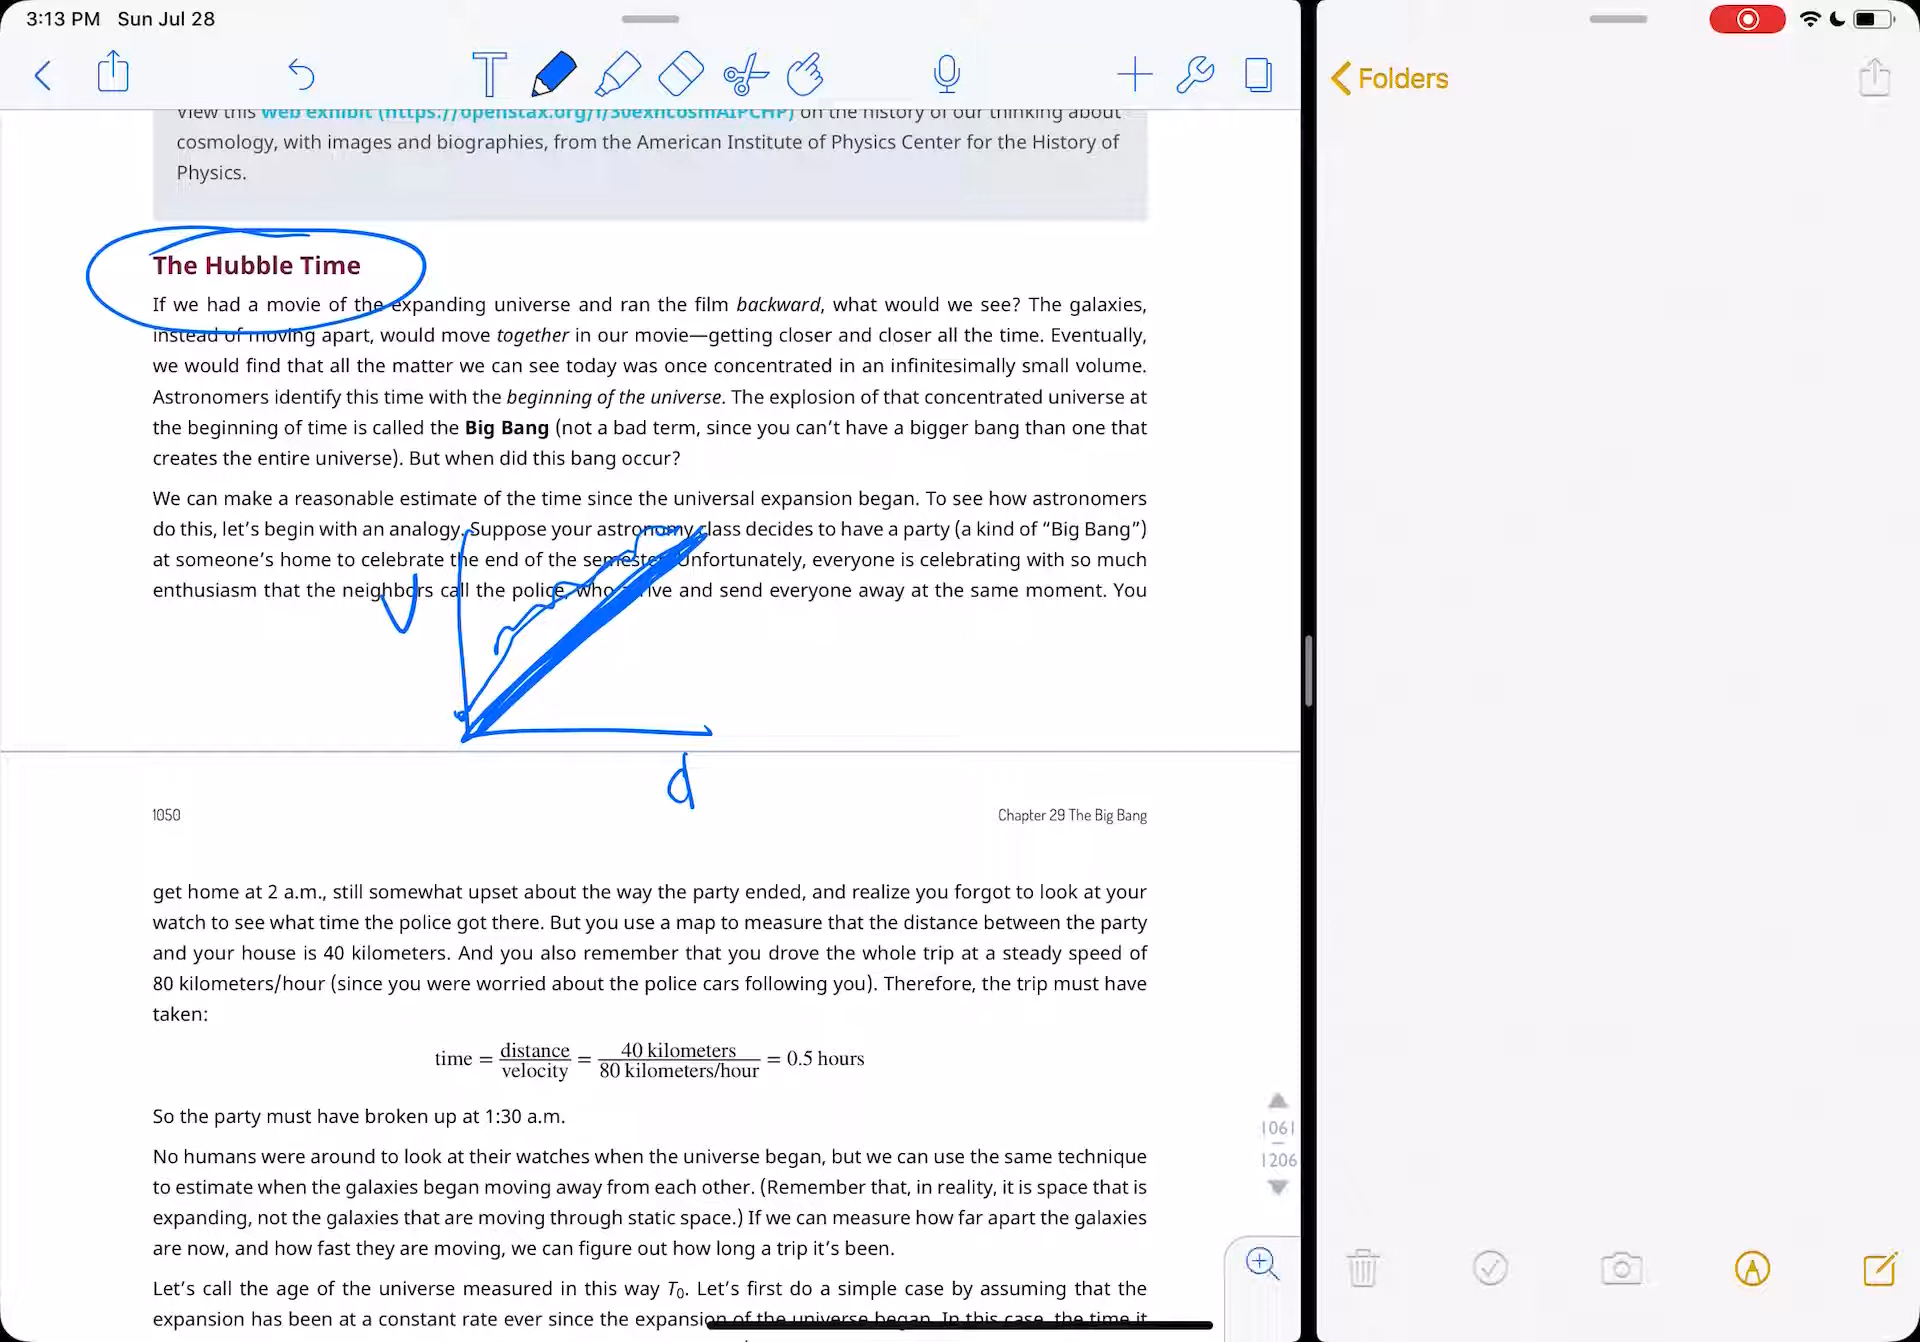 3:13 PM Sun Jul 28
Folders
View this web exhibit (https://openstax.org/l/30exhcosmAIPCHP) on the history of our thinking about
cosmology, with images and biographies, from the American Institute of Physics Center for the History of
Physics.
The Hubble Time
If we had a movie of the expanding universe and ran the film backward, what would we see? The galaxies,
instead of moving apart, would move together in our movie—getting closer and closer all the time. Eventually,
we would find that all the matter we can see today was once concentrated in an infinitesimally small volume.
Astronomers identify this time with the beginning of the universe. The explosion of that concentrated universe at
the beginning of time is called the Big Bang (not a bad term, since you can’t have a bigger bang than one that
creates the entire universe). But when did this bang occur?
We can make a reasonable estimate of the time since the universal expansion began. To see how astronomers
do this, let’s begin with an analogy. Suppose your astronomy class decides to have a party (a kind of “Big Bang”)
at someone’s home to celebrate the end of the semester. Unfortunately, everyone is celebrating with so much
enthusiasm that the neighbors call the police, who arrive and send everyone away at the same moment. You
V
d
1050
Chapter 29 The Big Bang
get home at 2 a.m., still somewhat upset about the way the party ended, and realize you forgot to look at your
watch to see what time the police got there. But you use a map to measure that the distance between the party
and your house is 40 kilometers. And you also remember that you drove the whole trip at a steady speed of
80 kilometers/hour (since you were worried about the police cars following you). Therefore, the trip must have
taken:
time = distance/velocity = 40 kilometers/80 kilometers/hour = 0.5 hours
So the party must have broken up at 1:30 a.m.
No humans were around to look at their watches when the universe began, but we can use the same technique
to estimate when the galaxies began moving away from each other. (Remember that, in reality, it is space that is
expanding, not the galaxies that are moving through static space.) If we can measure how far apart the galaxies
are now, and how fast they are moving, we can figure out how long a trip it’s been.
Let’s call the age of the universe measured in this way T₀. Let’s first do a simple case by assuming that the
expansion has been at a constant rate ever since the expansion of the universe began. In this case, the time it
1061
1206